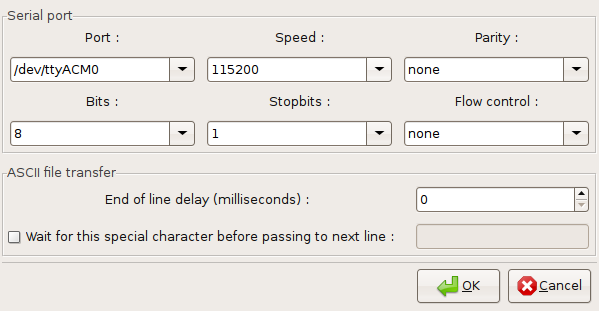 Serial port
Port : Speed : Parity :
/dev/ttyACM0 115200 none
Bits : Stopbits : Flow control :
8 1 none
ASCII file transfer
End of line delay (milliseconds) : 0
Wait for this special character before passing to next line :
OK Cancel